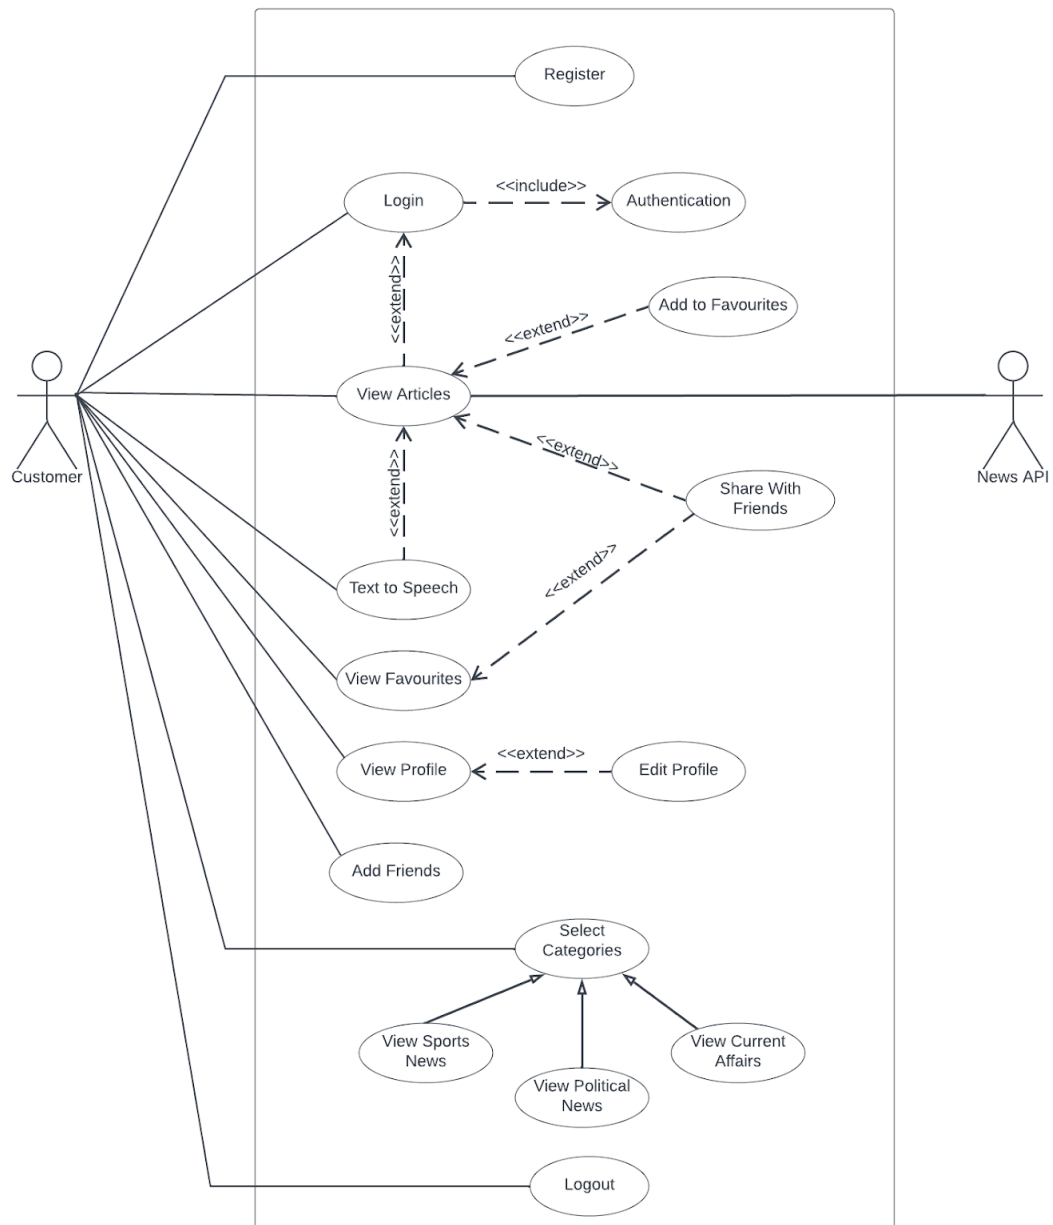 Register
<<include>>
Login
Authentication
<<extend>>
Add to Favourites
<<extend>>
View Articles
Customer
News API
<<extend>>
<<extend>>
Share With
Friends
<<extend>>
Text to Speech
View Favourites
<<extend>>
View Profile
Edit Profile
Add Friends
Select
Categories
View Sports
News
View Current
Affairs
View Political
News
Logout